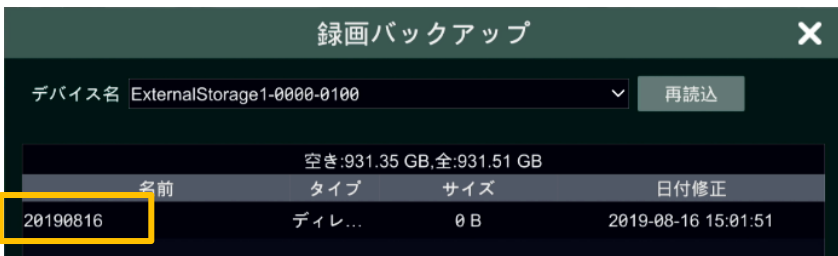 録画バックアップ
デバイス名 ExternalStorage1-0000-0100 再読込
空き:931.35 GB,全:931.51 GB
名前 タイプ サイズ 日付修正
20190816 ディレ... 0 B 2019-08-16 15:01:51